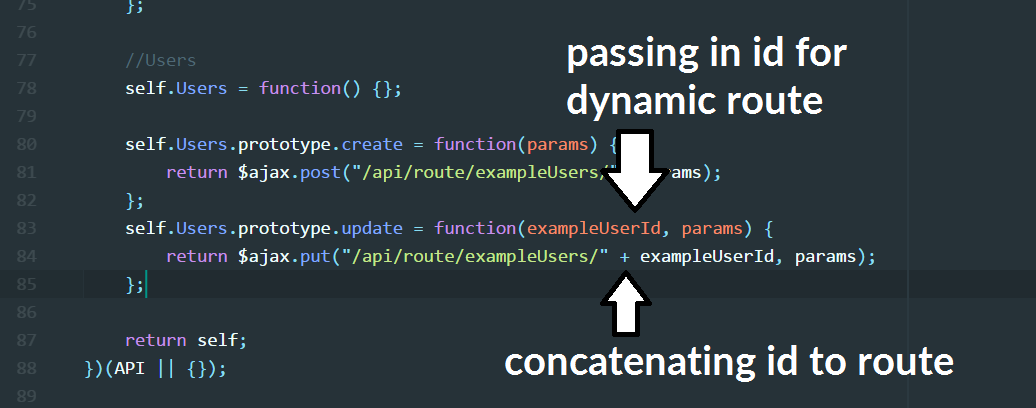 75 };
76
77 //Users
78 self.Users = function() {};
79
80 self.Users.prototype.create = function(params) {
81 return $ajax.post("/api/route/exampleUsers/" ams);
82 };
83 self.Users.prototype.update = function(exampleUserId, params) {
84 return $ajax.put("/api/route/exampleUsers/" + exampleUserId, params);
85 };
86
87 return self;
88 })(API || {});
89
passing in id for
dynamic route
concatenating id to route